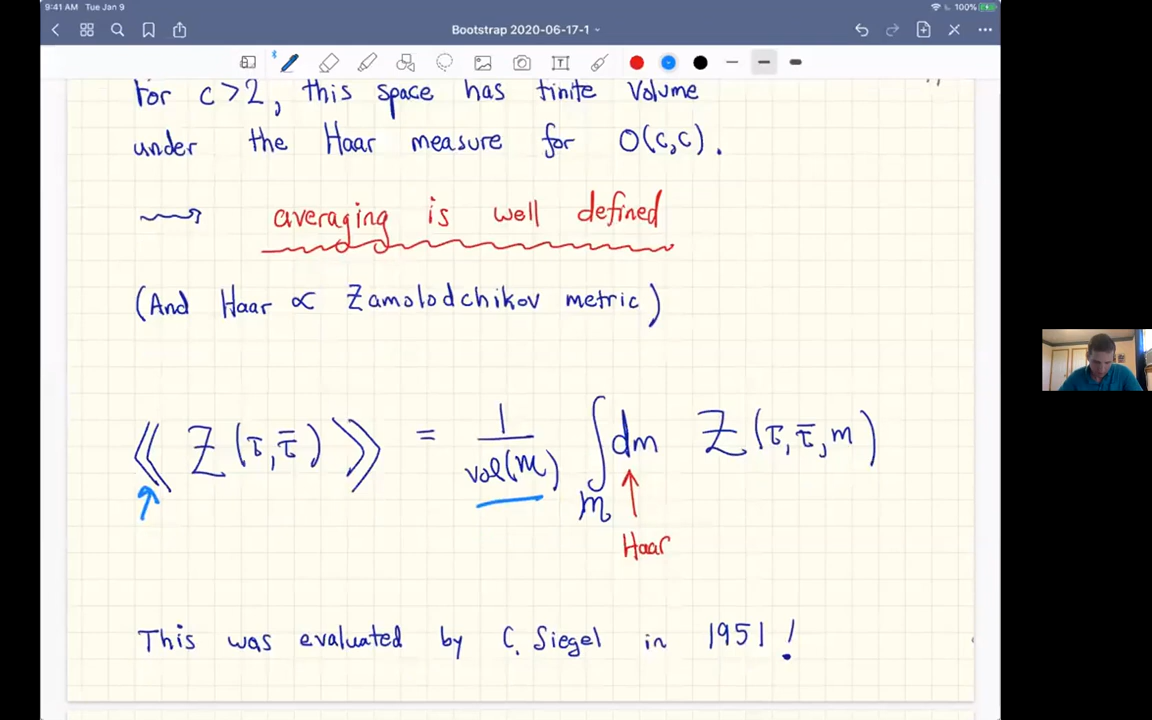 9:41 AM Tue Jan 9
100%
Bootstrap 2020-06-17-1
For c > 2, this space has finite volume
under the Haar measure for O(c,c).
⇝ averaging is well defined
(And Haar ∝ Zamolodchikov metric)
⟪ Z(τ,τ̄) ⟫ = 1/vol(m) ∫_m dm Z(τ,τ̄,m)
Haar
This was evaluated by C. Siegel in 1951!